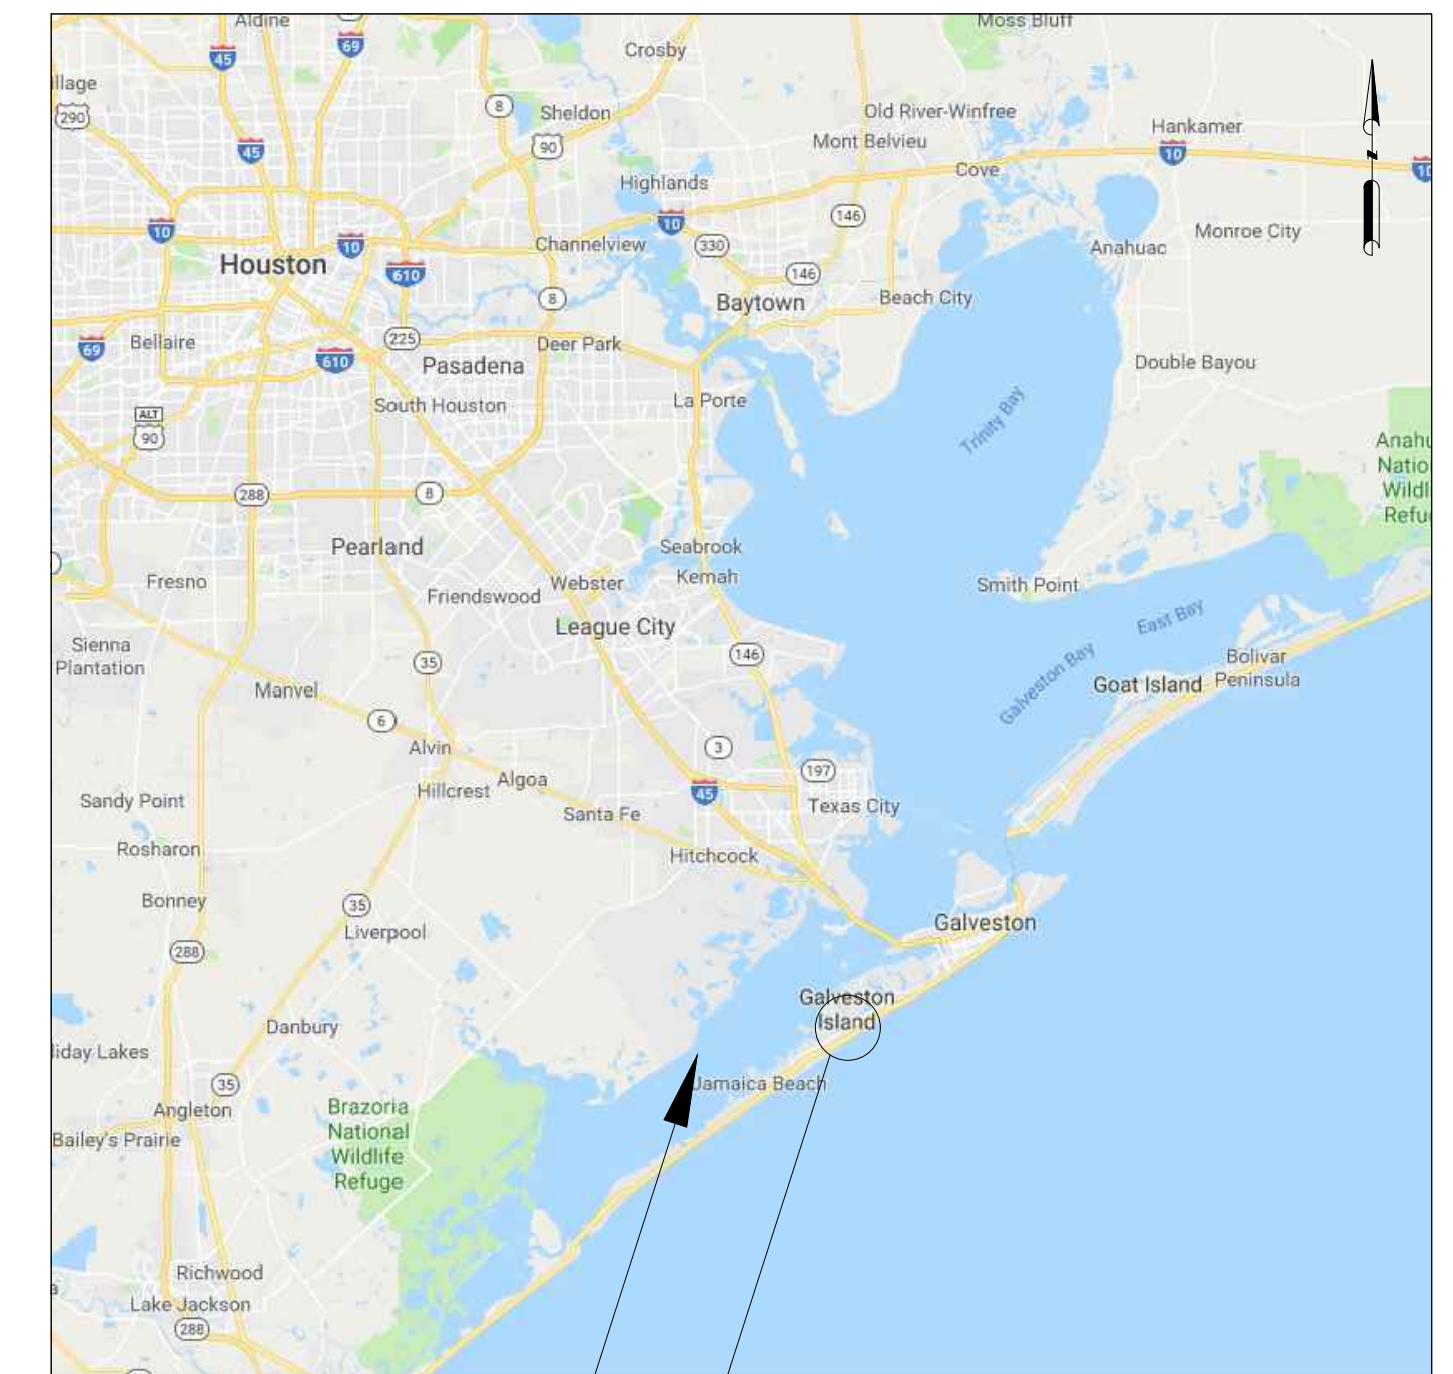 Aldine
Moss Bluff
45
69
Crosby
illage
290
8
Sheldon
Old River-Winfree
90
Mont Belvieu
Hankamer
N
45
10
10
Cove
Highlands
146
10
10
330
Channelview
10
Monroe City
Anahuac
Houston
610
146
8
Baytown
Beach City
225
Bellaire
69
610
Deer Park
Pasadena
Double Bayou
South Houston
La Porte
Trinity Bay
ALT
90
Anahu
Natio
Wildl
Refu
288
8
Pearland
Seabrook
Kemah
Fresno
Webster
Smith Point
Friendswood
League City
East Bay
Sienna
Plantation
35
146
Galveston Bay
Bolivar
Peninsula
Goat Island
Manvel
6
Alvin
3
197
Algoa
Hillcrest
45
Sandy Point
Texas City
Santa Fe
Rosharon
Hitchcock
Bonney
35
Liverpool
Galveston
288
Galveston
Island
Danbury
liday Lakes
35
Jamaica Beach
Angleton
Brazoria
National
Wildlife
Refuge
Bailey's Prairie
Richwood
Lake Jackson
288